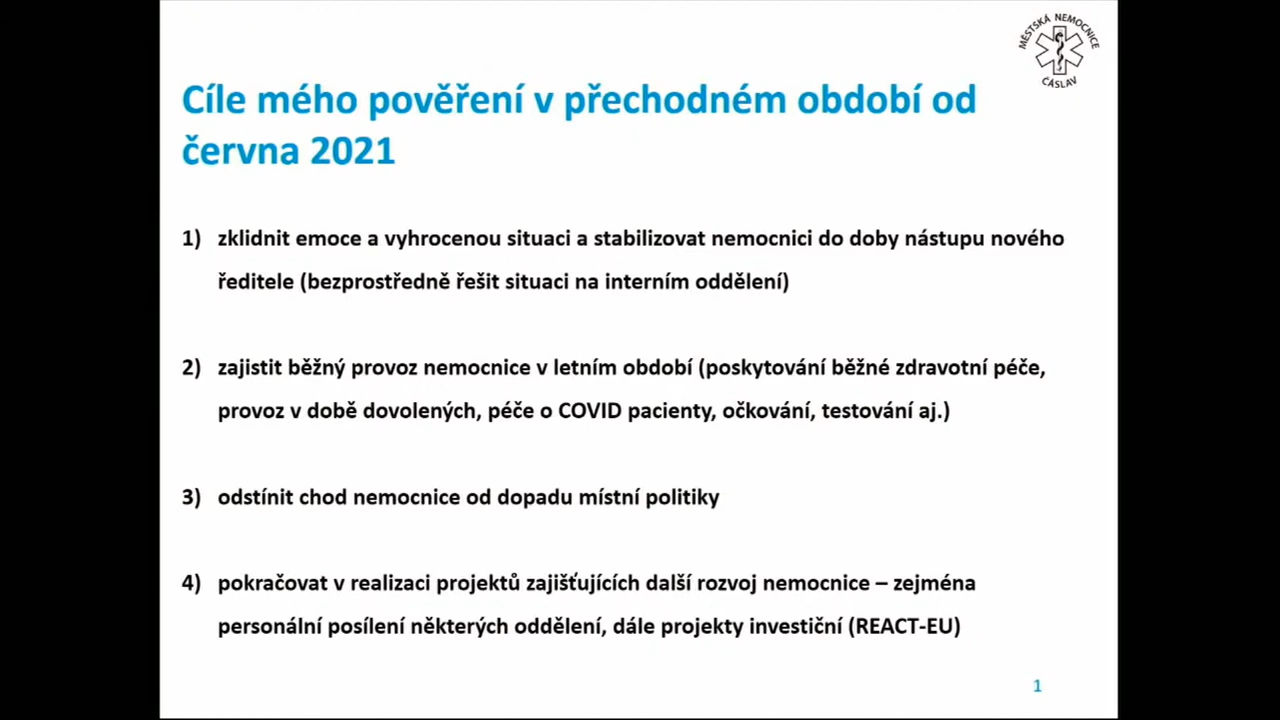 MĚSTSKÁ NEMOCNICE
ČÁSLAV
Cíle mého pověření v přechodném období od
června 2021
1) zklidnit emoce a vyhrocenou situaci a stabilizovat nemocnici do doby nástupu nového
ředitele (bezprostředně řešit situaci na interním oddělení)
2) zajistit běžný provoz nemocnice v letním období (poskytování běžné zdravotní péče,
provoz v době dovolených, péče o COVID pacienty, očkování, testování aj.)
3) odstínit chod nemocnice od dopadu místní politiky
4) pokračovat v realizaci projektů zajišťujících další rozvoj nemocnice – zejména
personální posílení některých oddělení, dále projekty investiční (REACT-EU)
1